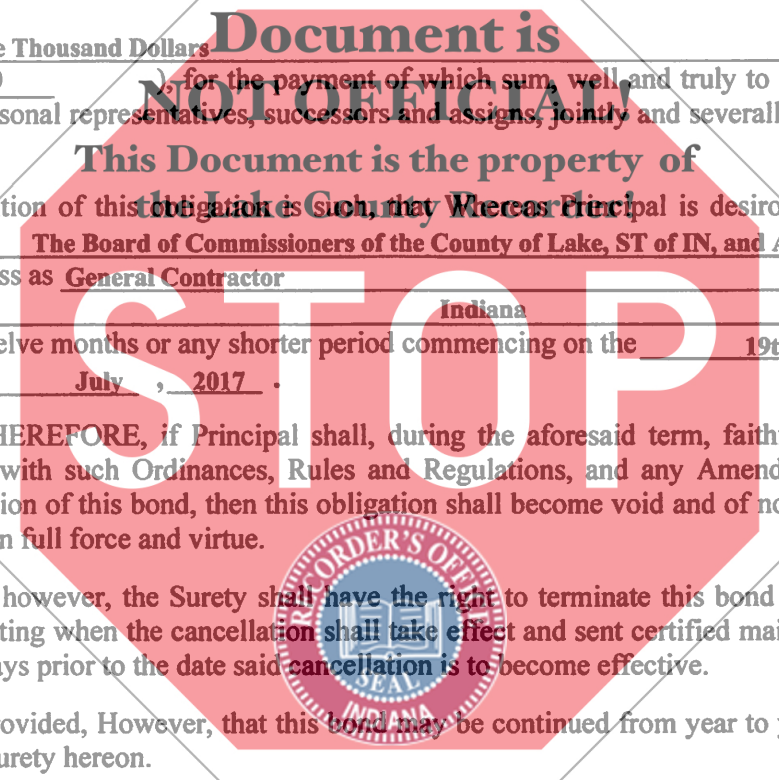 e Thousand Dollars
Document is
), for the payment of which sum, well and truly to
NOT OFFICIAL!
sonal representatives, successors and assigns, jointly and severall
This Document is the property of
the Lake County Recorder!
tion of this obligation is such, that Whereas Principal is desiro
The Board of Commissioners of the County of Lake, ST of IN, and A
ss as General Contractor
STOP
Indiana
elve months or any shorter period commencing on the 19t
July , 2017 .
HEREFORE, if Principal shall, during the aforesaid term, faith
with such Ordinances, Rules and Regulations, and any Amend
ion of this bond, then this obligation shall become void and of no
n full force and virtue.
RECORDER'S OFFICE
however, the Surety shall have the right to terminate this bond
ting when the cancellation shall take effect and sent certified mai
ys prior to the date said cancellation is to become effective.
SEAL
INDIANA
rovided, However, that this bond may be continued from year to y
urety hereon.